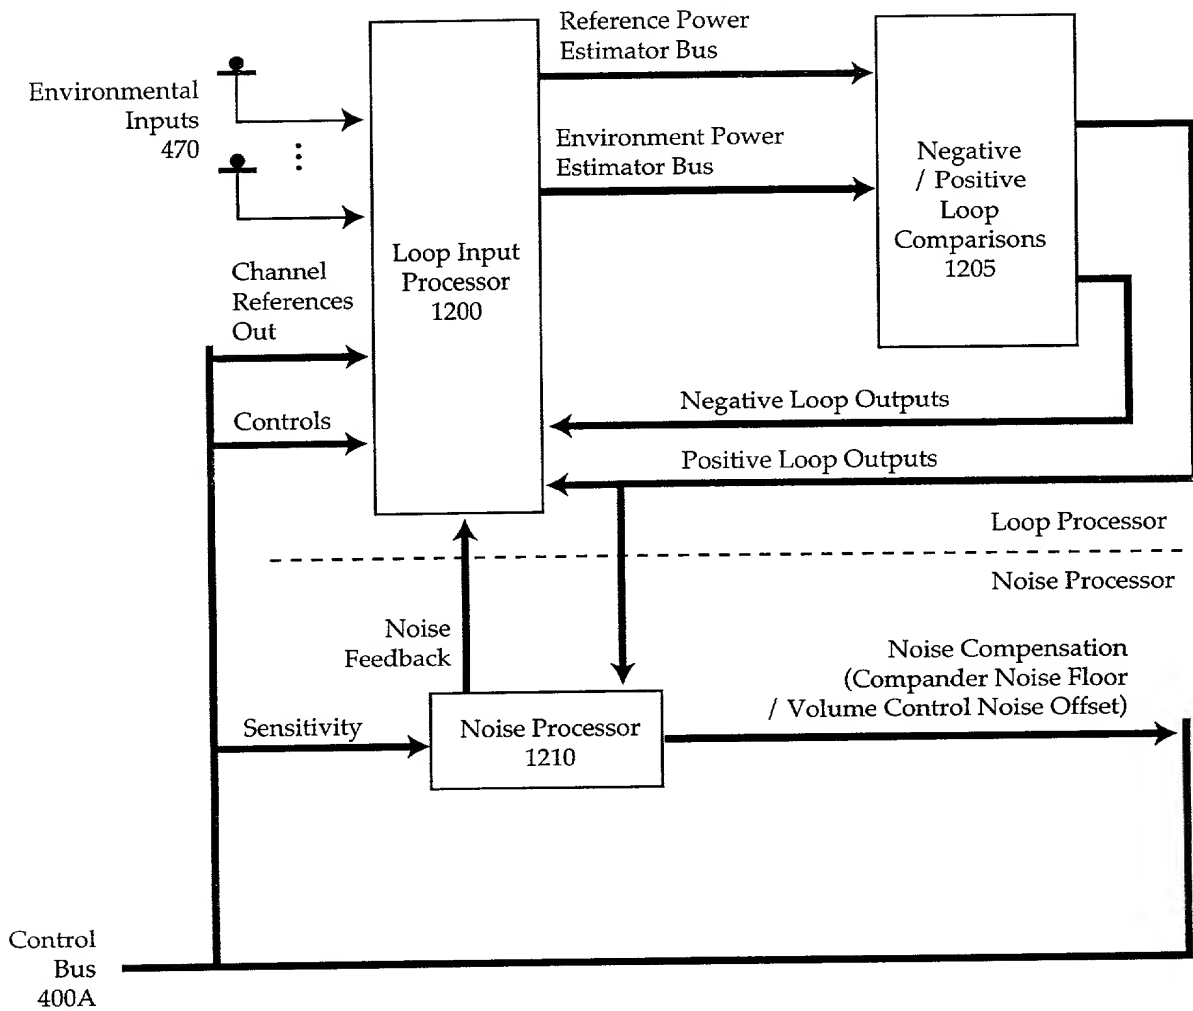 Reference Power
Estimator Bus
Environmental
Inputs
470
Environment Power
Estimator Bus
Negative
/ Positive
Loop
Comparisons
1205
Loop Input
Processor
1200
Channel
References
Out
Controls
Negative Loop Outputs
Positive Loop Outputs
Loop Processor
Noise Processor
Noise
Feedback
Noise Compensation
(Compander Noise Floor
/ Volume Control Noise Offset)
Sensitivity
Noise Processor
1210
Control
Bus
400A